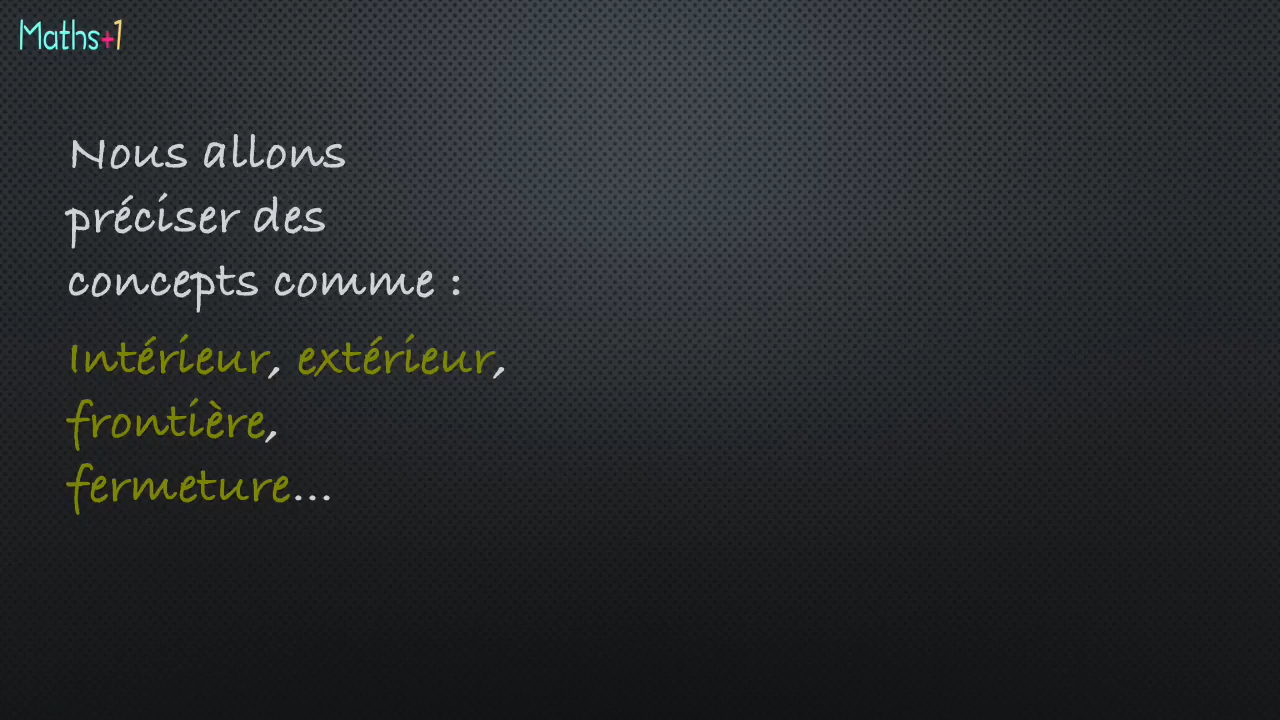 Maths+1
Nous allons
préciser des
concepts comme :
Intérieur, extérieur,
frontière,
fermeture...